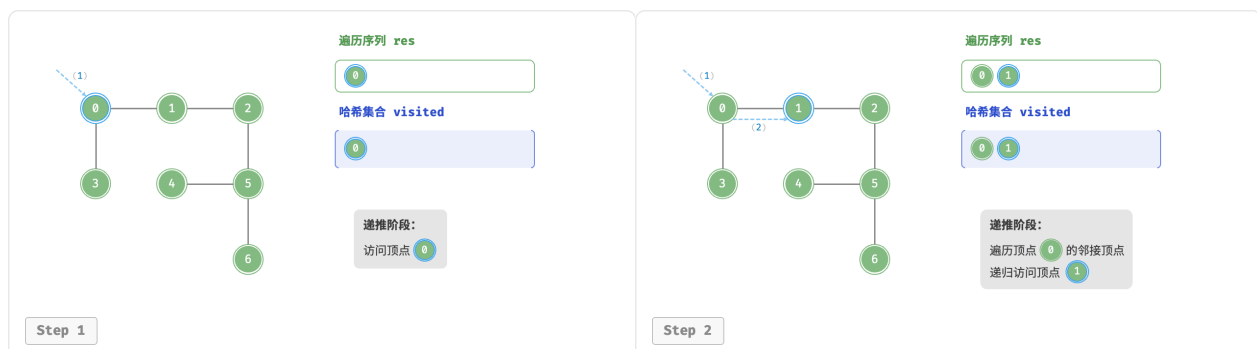 遍历序列 res
(1)
0
0 1 2
哈希集合 visited
0
3 4 5
递推阶段：
访问顶点 0
6
Step 1
遍历序列 res
(1)
0 1
0 1 2
哈希集合 visited
(2)
0 1
3 4 5
递推阶段：
遍历顶点 0 的邻接顶点
递归访问顶点 1
6
Step 2